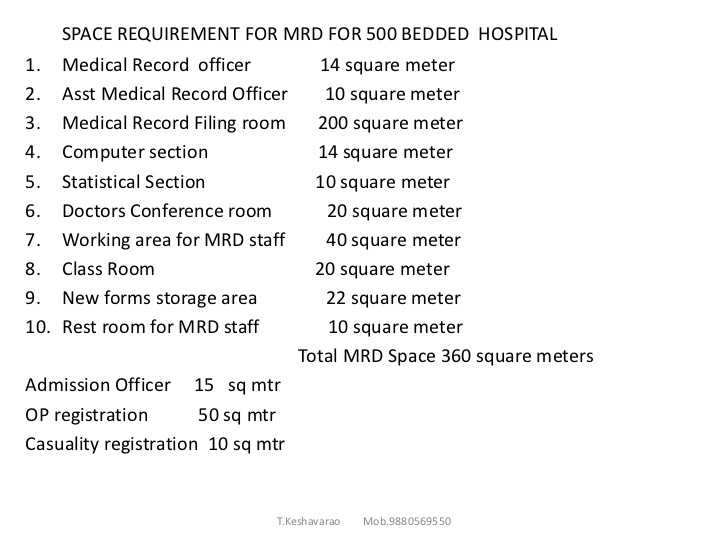 SPACE REQUIREMENT FOR MRD FOR 500 BEDDED HOSPITAL
1. Medical Record officer 14 square meter
2. Asst Medical Record Officer 10 square meter
3. Medical Record Filing room 200 square meter
4. Computer section 14 square meter
5. Statistical Section 10 square meter
6. Doctors Conference room 20 square meter
7. Working area for MRD staff 40 square meter
8. Class Room 20 square meter
9. New forms storage area 22 square meter
10. Rest room for MRD staff 10 square meter
Total MRD Space 360 square meters
Admission Officer 15 sq mtr
OP registration 50 sq mtr
Casuality registration 10 sq mtr
T.Keshavarao Mob.9880569550